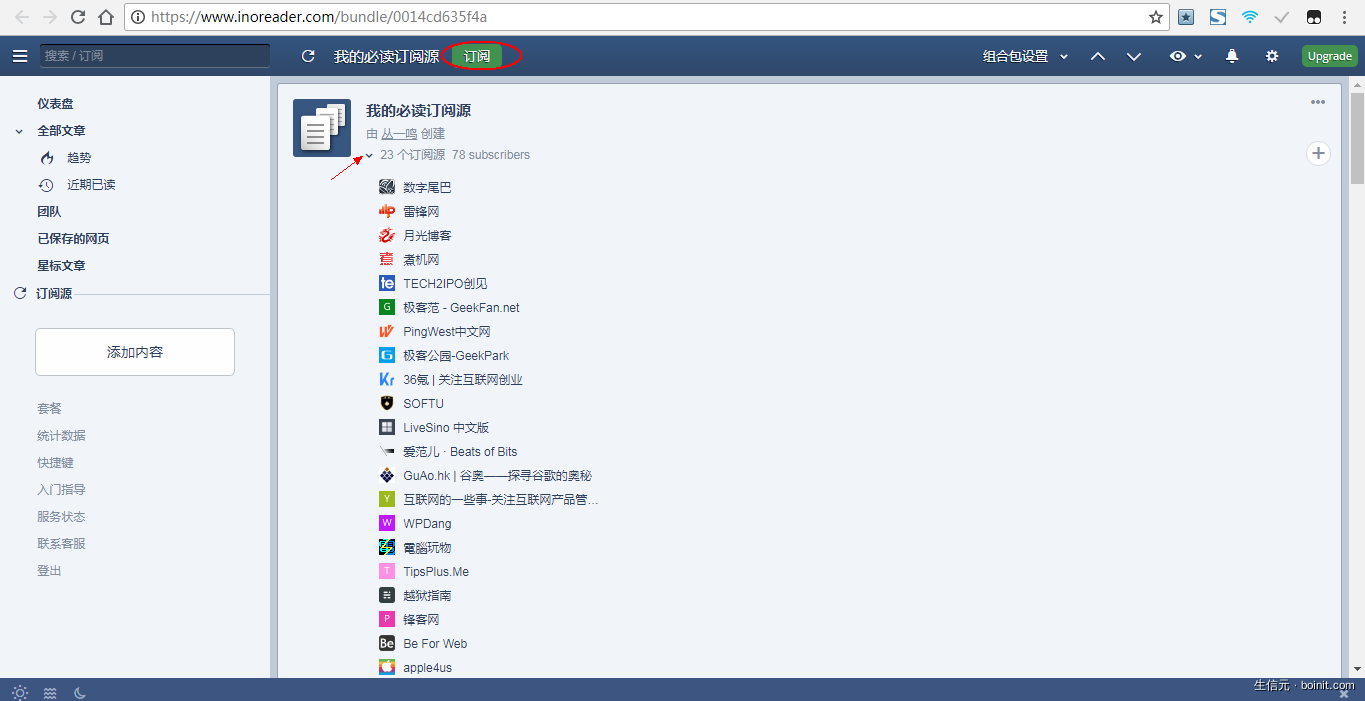 https://www.inoreader.com/bundle/0014cd635f4a
搜索 / 订阅
我的必读订阅源 订阅
组合包设置
Upgrade
仪表盘
全部文章
趋势
近期已读
团队
已保存的网页
星标文章
订阅源
添加内容
套餐
统计数据
快捷键
入门指导
服务状态
联系客服
登出
我的必读订阅源
由 丛一鸣 创建
23 个订阅源 78 subscribers
数字尾巴
雷锋网
月光博客
煮机网
te TECH2IPO创见
G 极客范 - GeekFan.net
PingWest中文网
G 极客公园-GeekPark
Kr 36氪 | 关注互联网创业
SOFTU
LiveSino 中文版
爱范儿 · Beats of Bits
GuAo.hk | 谷奥——探寻谷歌的奥秘
Y 互联网的一些事-关注互联网产品管...
W WPDang
電腦玩物
T TipsPlus.Me
越狱指南
P 锋客网
Be Be For Web
apple4us
生信元 · boinit.com